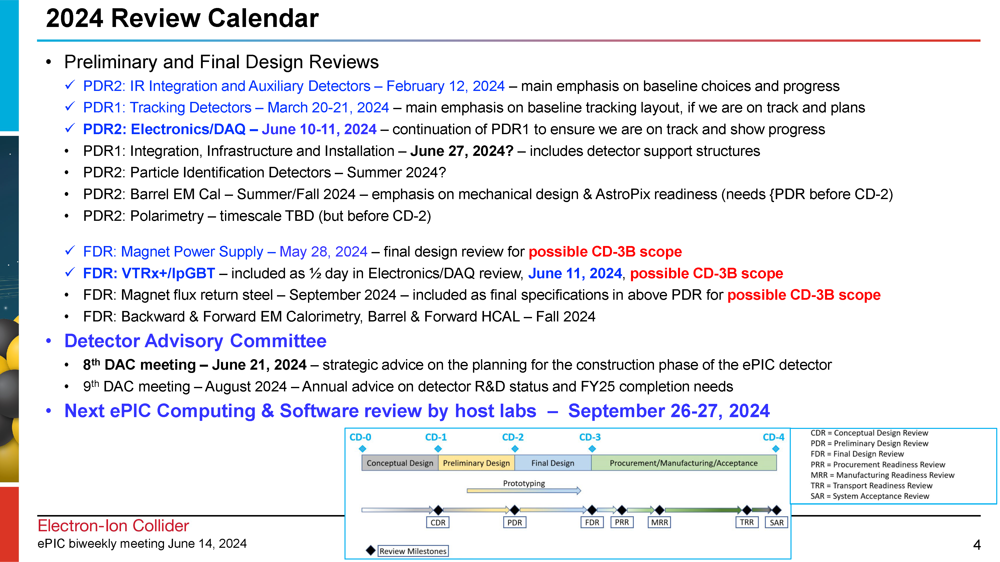 2024 Review Calendar
• Preliminary and Final Design Reviews
✓ PDR2: IR Integration and Auxiliary Detectors – February 12, 2024 – main emphasis on baseline choices and progress
✓ PDR1: Tracking Detectors – March 20-21, 2024 – main emphasis on baseline tracking layout, if we are on track and plans
✓ PDR2: Electronics/DAQ – June 10-11, 2024 – continuation of PDR1 to ensure we are on track and show progress
• PDR1: Integration, Infrastructure and Installation – June 27, 2024? – includes detector support structures
• PDR2: Particle Identification Detectors – Summer 2024?
• PDR2: Barrel EM Cal – Summer/Fall 2024 – emphasis on mechanical design & AstroPix readiness (needs {PDR before CD-2)
• PDR2: Polarimetry – timescale TBD (but before CD-2)
✓ FDR: Magnet Power Supply – May 28, 2024 – final design review for possible CD-3B scope
✓ FDR: VTRx+/lpGBT – included as ½ day in Electronics/DAQ review, June 11, 2024, possible CD-3B scope
• FDR: Magnet flux return steel – September 2024 – included as final specifications in above PDR for possible CD-3B scope
• FDR: Backward & Forward EM Calorimetry, Barrel & Forward HCAL – Fall 2024
• Detector Advisory Committee
• 8th DAC meeting – June 21, 2024 – strategic advice on the planning for the construction phase of the ePIC detector
• 9th DAC meeting – August 2024 – Annual advice on detector R&D status and FY25 completion needs
• Next ePIC Computing & Software review by host labs – September 26-27, 2024
CD-0 CD-1 CD-2 CD-3 CD-4
Conceptual Design Preliminary Design Final Design Procurement/Manufacturing/Acceptance
Prototyping
CDR PDR FDR PRR MRR TRR SAR
Review Milestones
CDR = Conceptual Design Review
PDR = Preliminary Design Review
FDR = Final Design Review
PRR = Procurement Readiness Review
MRR = Manufacturing Readiness Review
TRR = Transport Readiness Review
SAR = System Acceptance Review
Electron-Ion Collider
ePIC biweekly meeting June 14, 2024
4